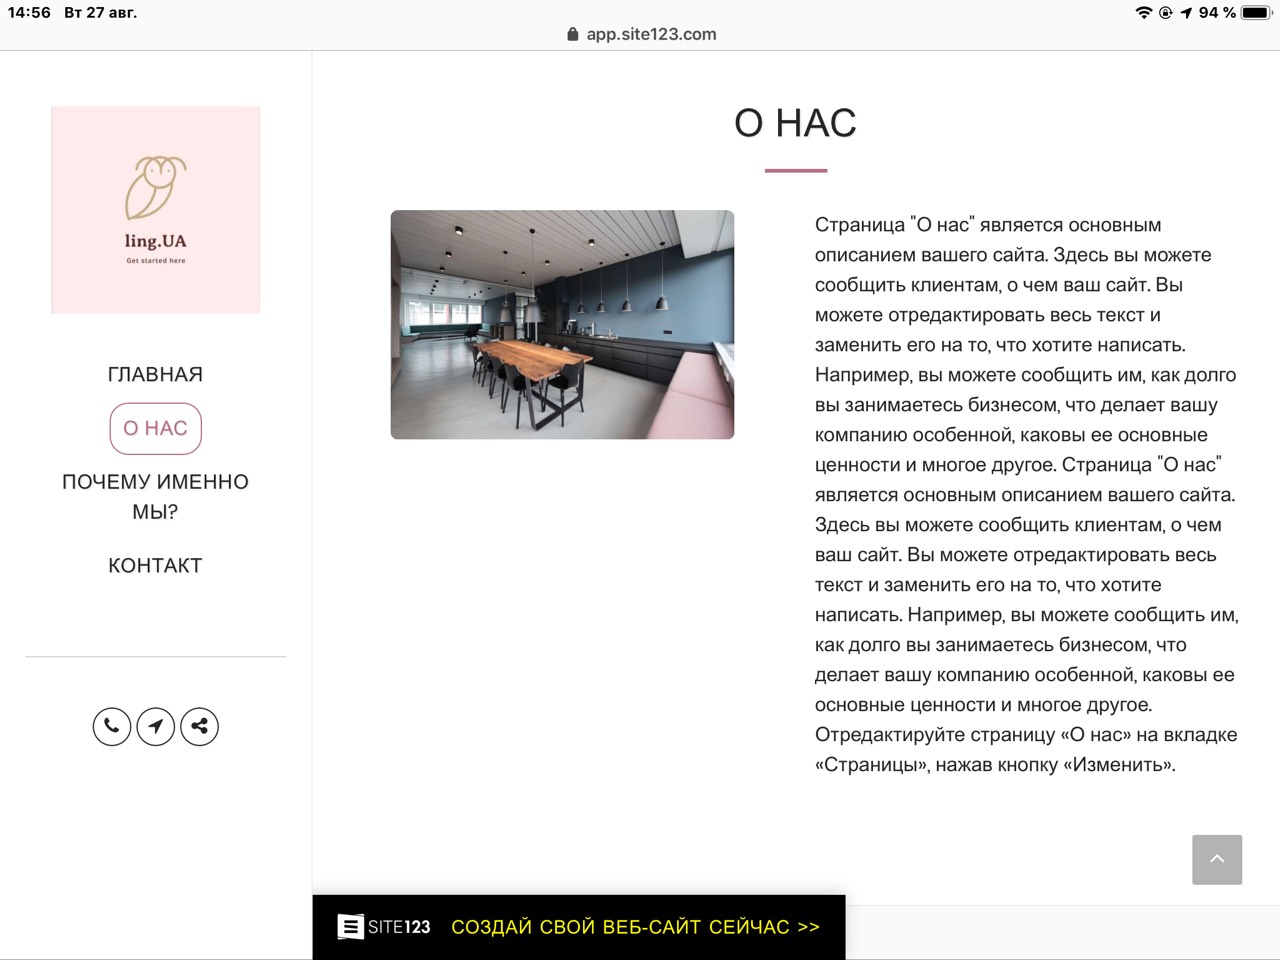 14:56 Вт 27 авг.
94 %
app.site123.com
ling.UA
Get started here
ГЛАВНАЯ
О НАС
ПОЧЕМУ ИМЕННО
МЫ?
КОНТАКТ
О НАС
Страница "О нас" является основным
описанием вашего сайта. Здесь вы можете
сообщить клиентам, о чем ваш сайт. Вы
можете отредактировать весь текст и
заменить его на то, что хотите написать.
Например, вы можете сообщить им, как долго
вы занимаетесь бизнесом, что делает вашу
компанию особенной, каковы ее основные
ценности и многое другое. Страница "О нас"
является основным описанием вашего сайта.
Здесь вы можете сообщить клиентам, о чем
ваш сайт. Вы можете отредактировать весь
текст и заменить его на то, что хотите
написать. Например, вы можете сообщить им,
как долго вы занимаетесь бизнесом, что
делает вашу компанию особенной, каковы ее
основные ценности и многое другое.
Отредактируйте страницу «О нас» на вкладке
«Страницы», нажав кнопку «Изменить».
SITE123 СОЗДАЙ СВОЙ ВЕБ-САЙТ СЕЙЧАС >>